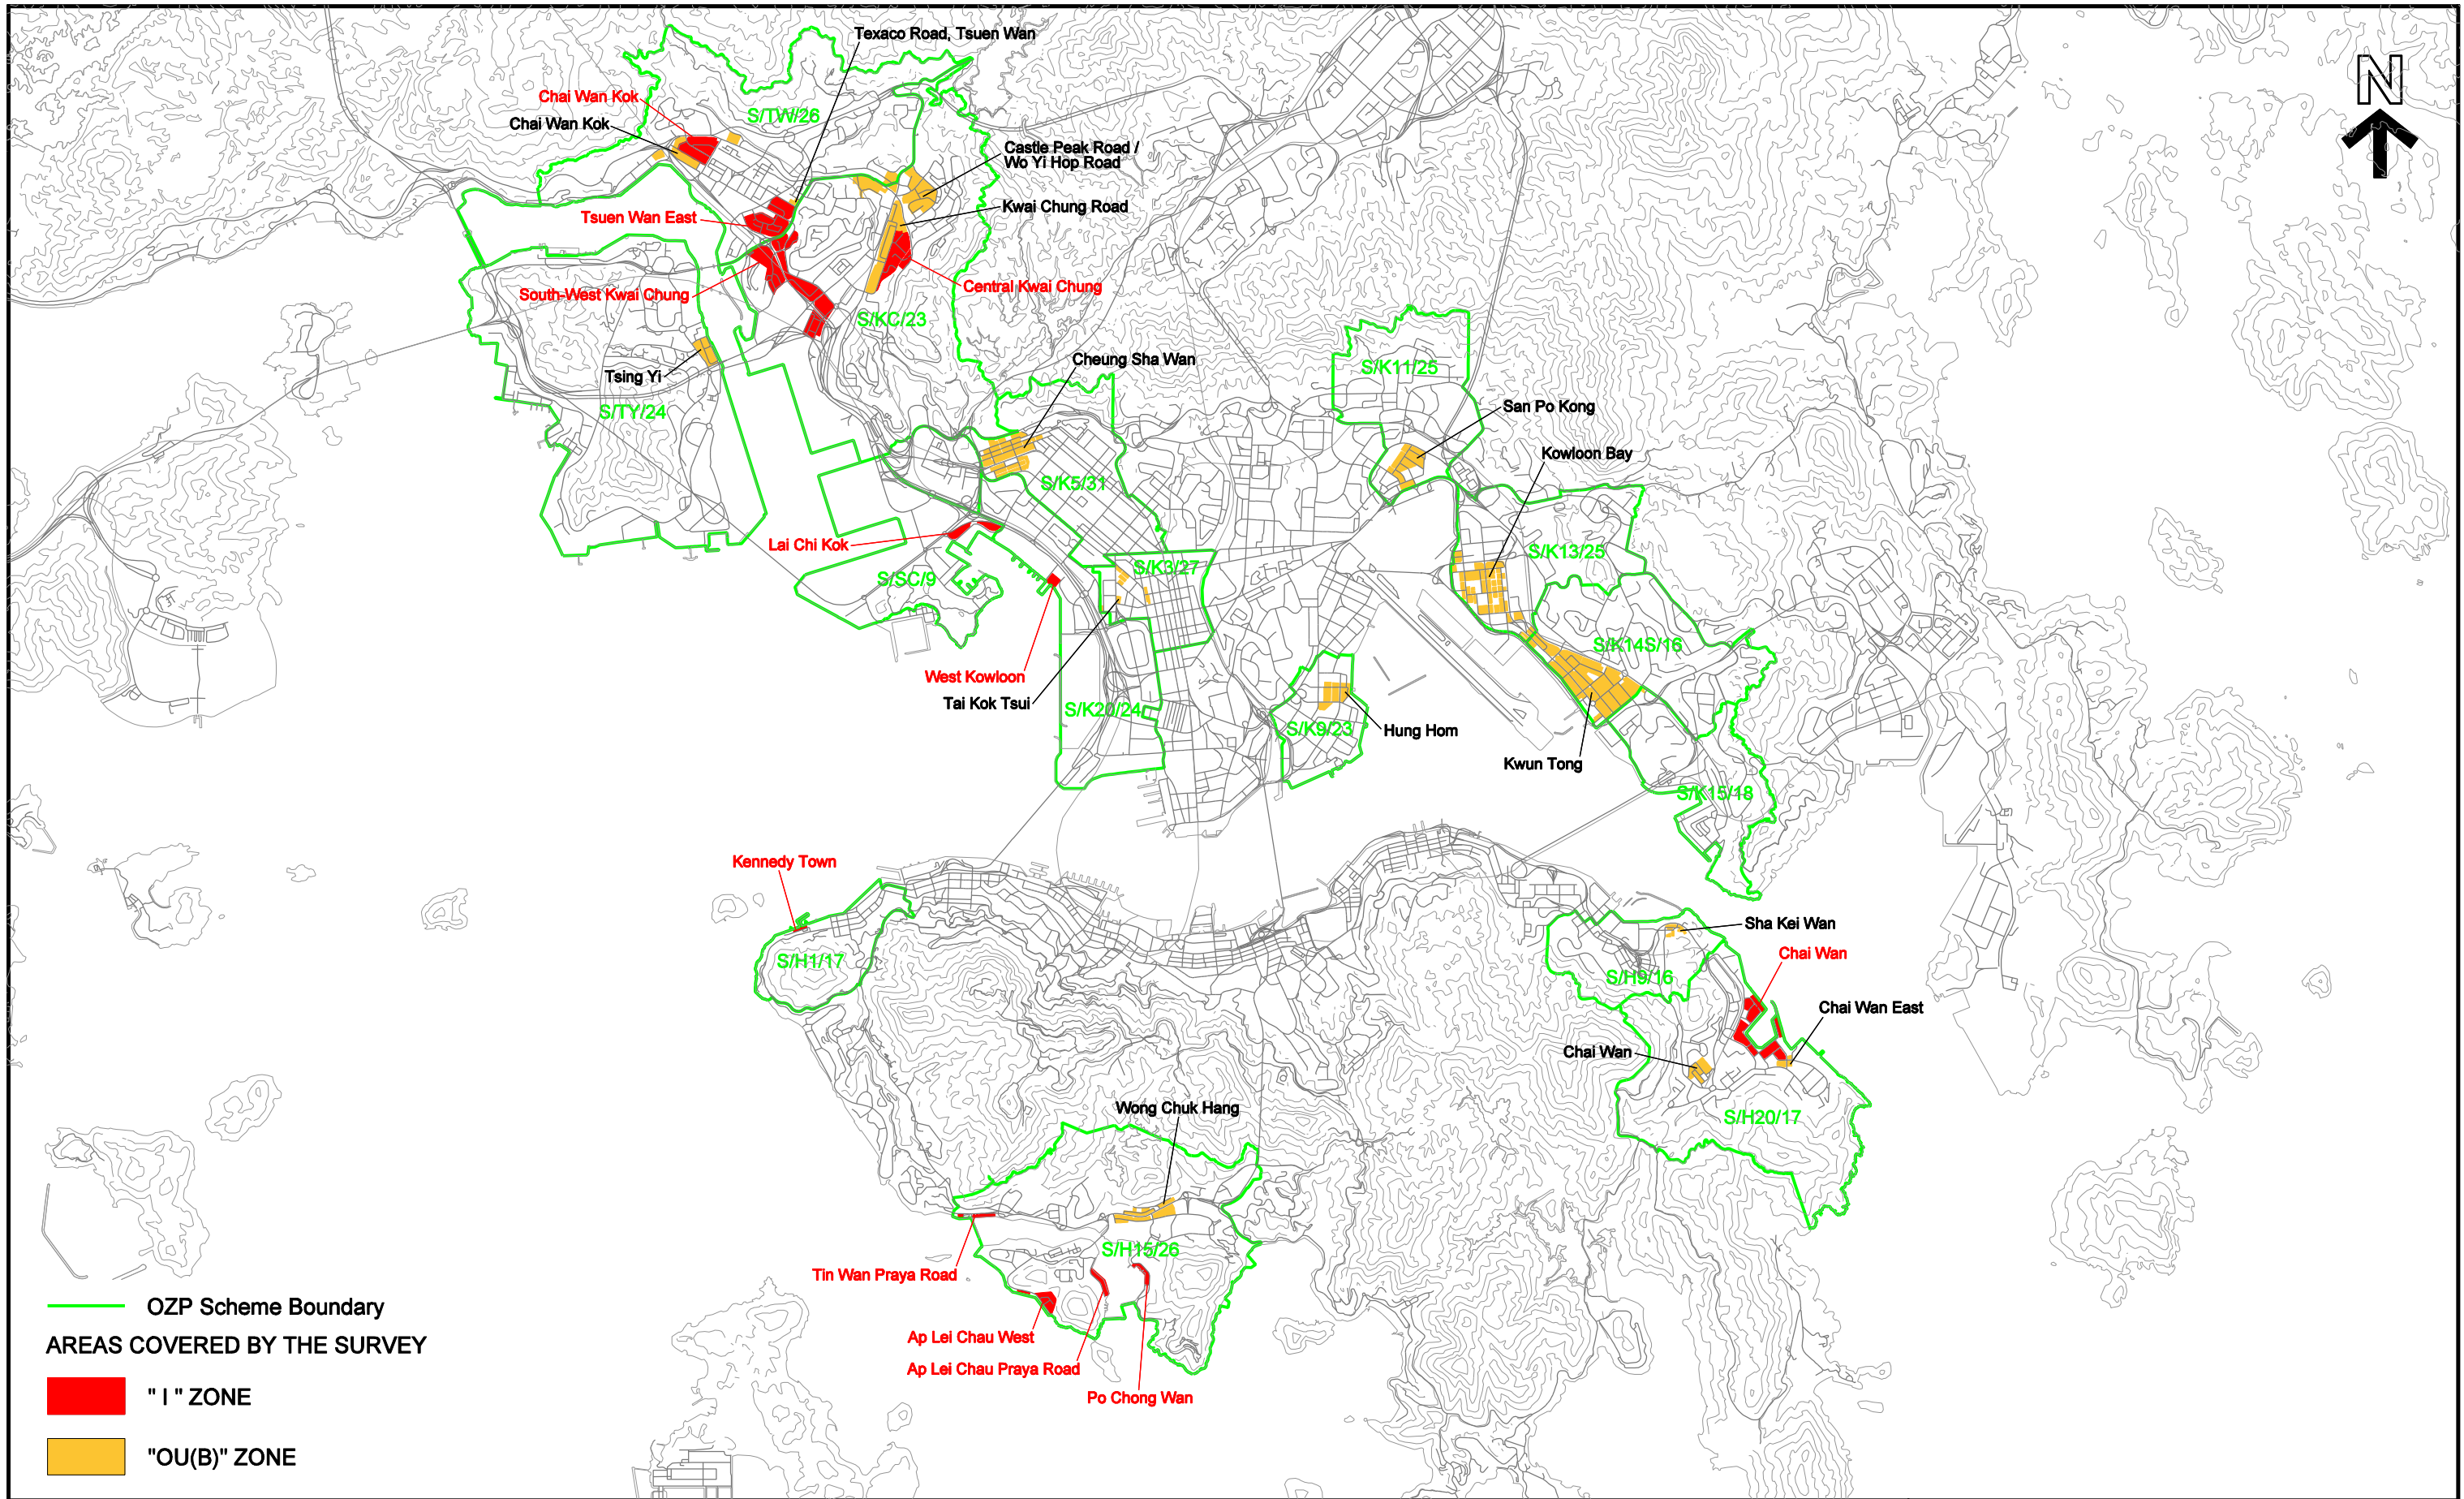 Texaco Road, Tsuen Wan
N
Chai Wan Kok
S/TW/26
Chai Wan Kok
Castle Peak Road /
Wo Yi Hop Road
Kwai Chung Road
Tsuen Wan East
Central Kwai Chung
South-West Kwai Chung
S/KC/23
Cheung Sha Wan
S/K11/25
Tsing Yi
San Po Kong
S/TY/24
Kowloon Bay
S/K5/31
Lai Chi Kok
S/K13/25
S/K3/27
S/SC/9
S/K14S/16
West Kowloon
Tai Kok Tsui
S/K20/24
S/K9/23
Hung Hom
Kwun Tong
S/K15/18
Kennedy Town
Sha Kei Wan
Chai Wan
S/H1/17
S/H9/16
Chai Wan East
Chai Wan
Wong Chuk Hang
S/H20/17
S/H15/26
Tin Wan Praya Road
Ap Lei Chau West
Ap Lei Chau Praya Road
Po Chong Wan
OZP Scheme Boundary
AREAS COVERED BY THE SURVEY
" I " ZONE
"OU(B)" ZONE